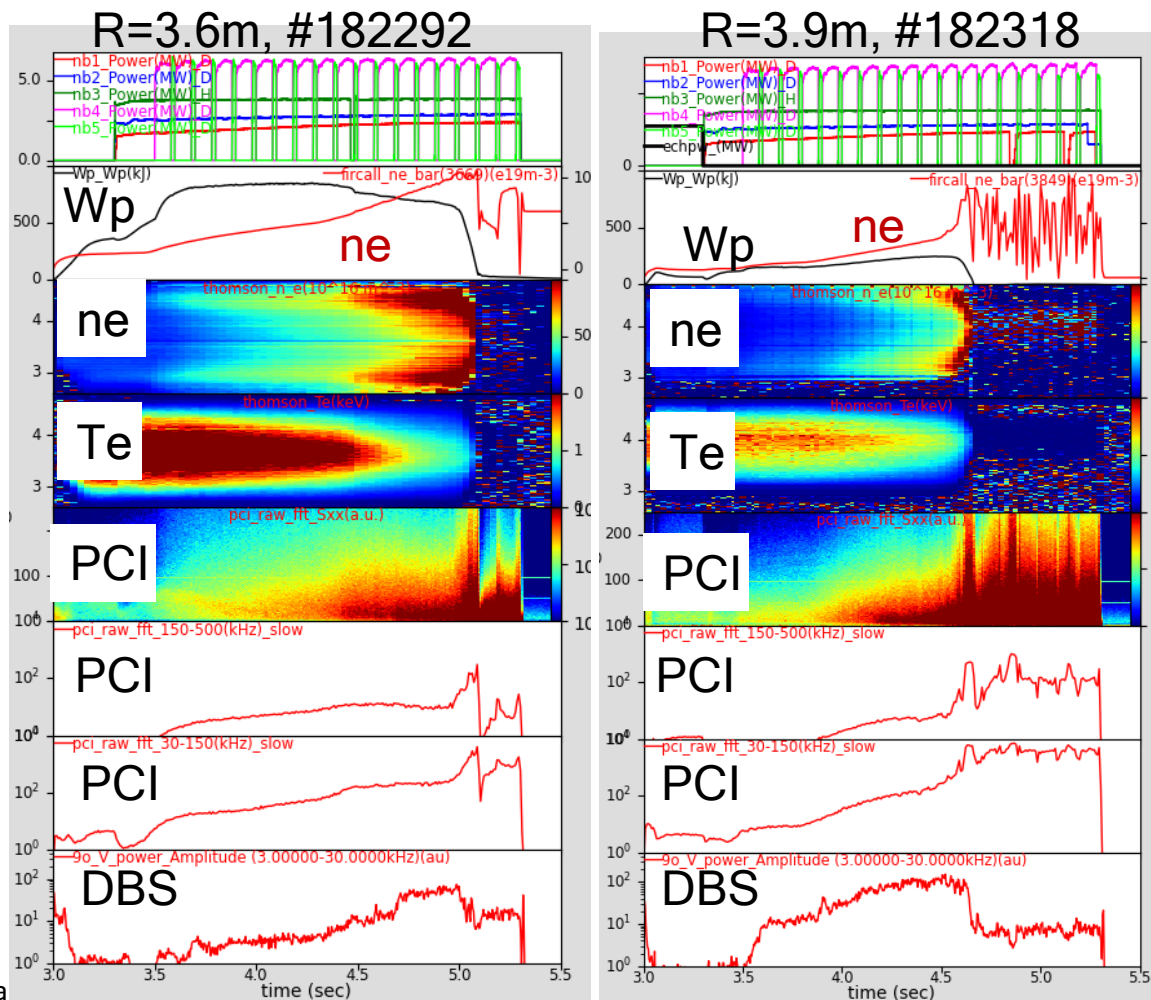 R=3.6m, #182292
nb1_Power(MW)_D
nb2_Power(MW)_D
nb3_Power(MW)_H
nb4_Power(MW)_D
nb5_Power(MW)_D
5.0
0.0
Wp_Wp(kJ)
fircall_ne_bar(3669)(e19m-3)
Wp
ne
500
0
10
0
thomson_n_e(10^16
ne
4
3
50
0
thomson_Te(keV)
Te
4
3
1
pci_raw_fft_Sxx(a.u.)
PCI
100
10
10
pci_raw_fft_150-500(kHz)_slow
PCI
10^2
pci_raw_fft_30-150(kHz)_slow
PCI
10^2
10^0
9o_V_power_Amplitude (3.00000-30.0000kHz)(au)
DBS
10^2
10^1
10^0
3.0 3.5 4.0 4.5 5.0 5.5
time (sec)
R=3.9m, #182318
nb1_Power(MW)_D
nb2_Power(MW)_D
nb3_Power(MW)_H
nb4_Power(MW)_D
nb5_Power(MW)_D
echpw_(MW)
0
Wp_Wp(kJ)
fircall_ne_bar(3849)(e19m-3)
Wp
ne
500
0
thomson_n_e(10^16
ne
4
3
thomson_Te(keV)
Te
4
3
pci_raw_fft_Sxx(a.u.)
PCI
200
100
pci_raw_fft_150-500(kHz)_slow
PCI
10^2
pci_raw_fft_30-150(kHz)_slow
PCI
10^2
10^0
9o_V_power_Amplitude (3.00000-30.0000kHz)(au)
DBS
10^2
10^1
10^0
3.0 3.5 4.0 4.5 5.0 5.5
time (sec)
a